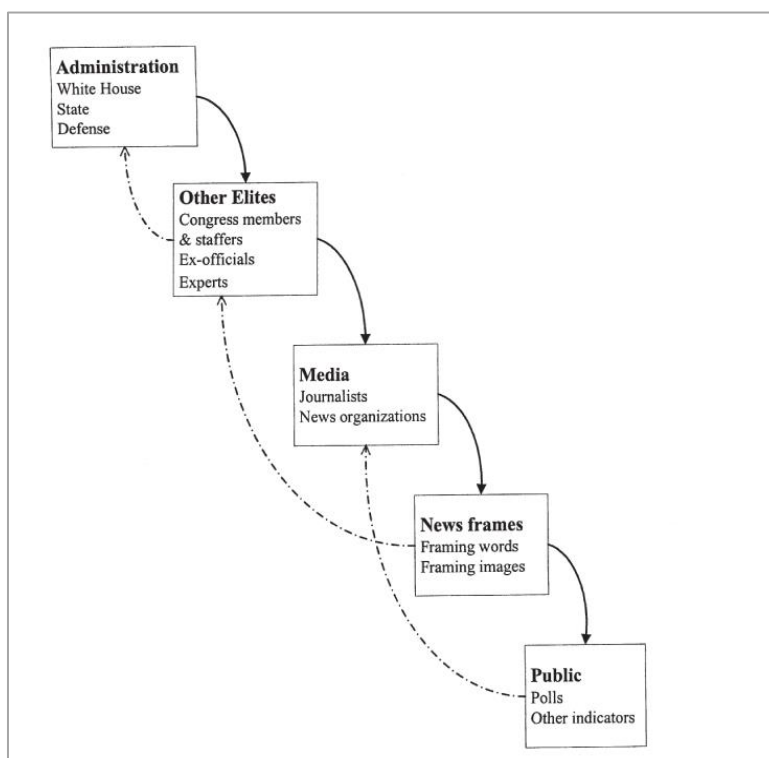 Administration
White House
State
Defense
Other Elites
Congress members
& staffers
Ex-officials
Experts
Media
Journalists
News organizations
News frames
Framing words
Framing images
Public
Polls
Other indicators